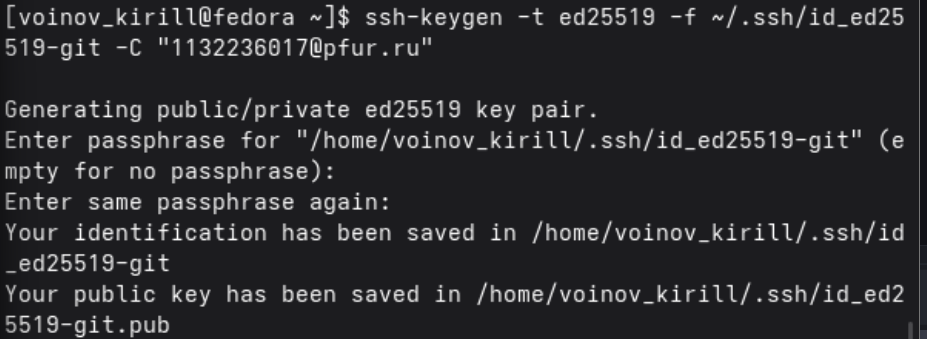 [voinov_kirill@fedora ~]$ ssh-keygen -t ed25519 -f ~/.ssh/id_ed25
519-git -C "1132236017@pfur.ru"
Generating public/private ed25519 key pair.
Enter passphrase for "/home/voinov_kirill/.ssh/id_ed25519-git" (e
mpty for no passphrase):
Enter same passphrase again:
Your identification has been saved in /home/voinov_kirill/.ssh/id
_ed25519-git
Your public key has been saved in /home/voinov_kirill/.ssh/id_ed2
5519-git.pub